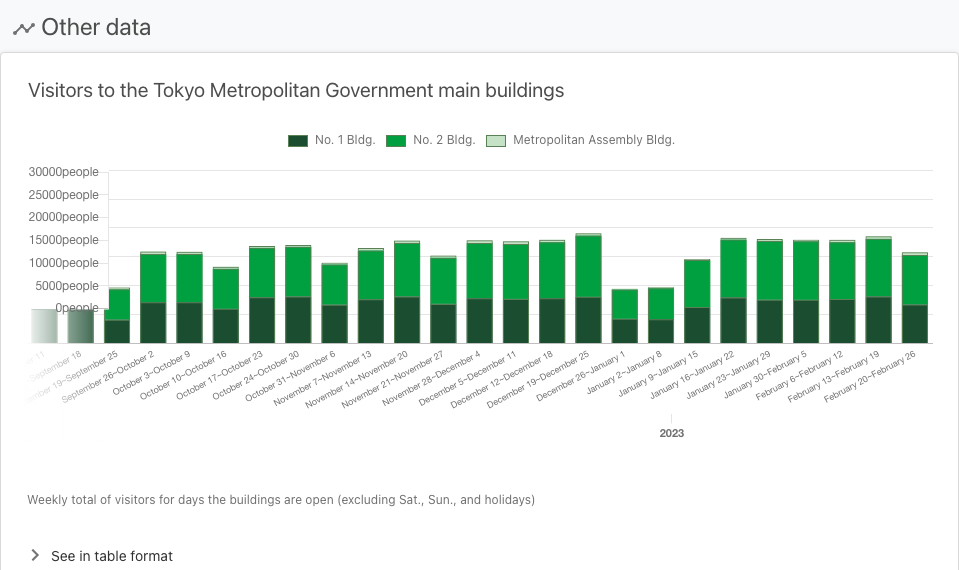 Other data
Visitors to the Tokyo Metropolitan Government main buildings
No. 1 Bldg. No. 2 Bldg. Metropolitan Assembly Bldg.
30000people
25000people
20000people
15000people
10000people
5000people
0people
11
September 18
19~September 25
September 26~October 2
October 3~October 9
October 10~October 16
October 17~October 23
October 24~October 30
October 31~November 6
November 7~November 13
November 14~November 20
November 21~November 27
November 28~December 4
December 5~December 11
December 12~December 18
December 19~December 25
December 26~January 1
January 2~January 8
January 9~January 15
January 16~January 22
January 23~January 29
January 30~February 5
February 6~February 12
February 13~February 19
February 20~February 26
2023
Weekly total of visitors for days the buildings are open (excluding Sat., Sun., and holidays)
See in table format